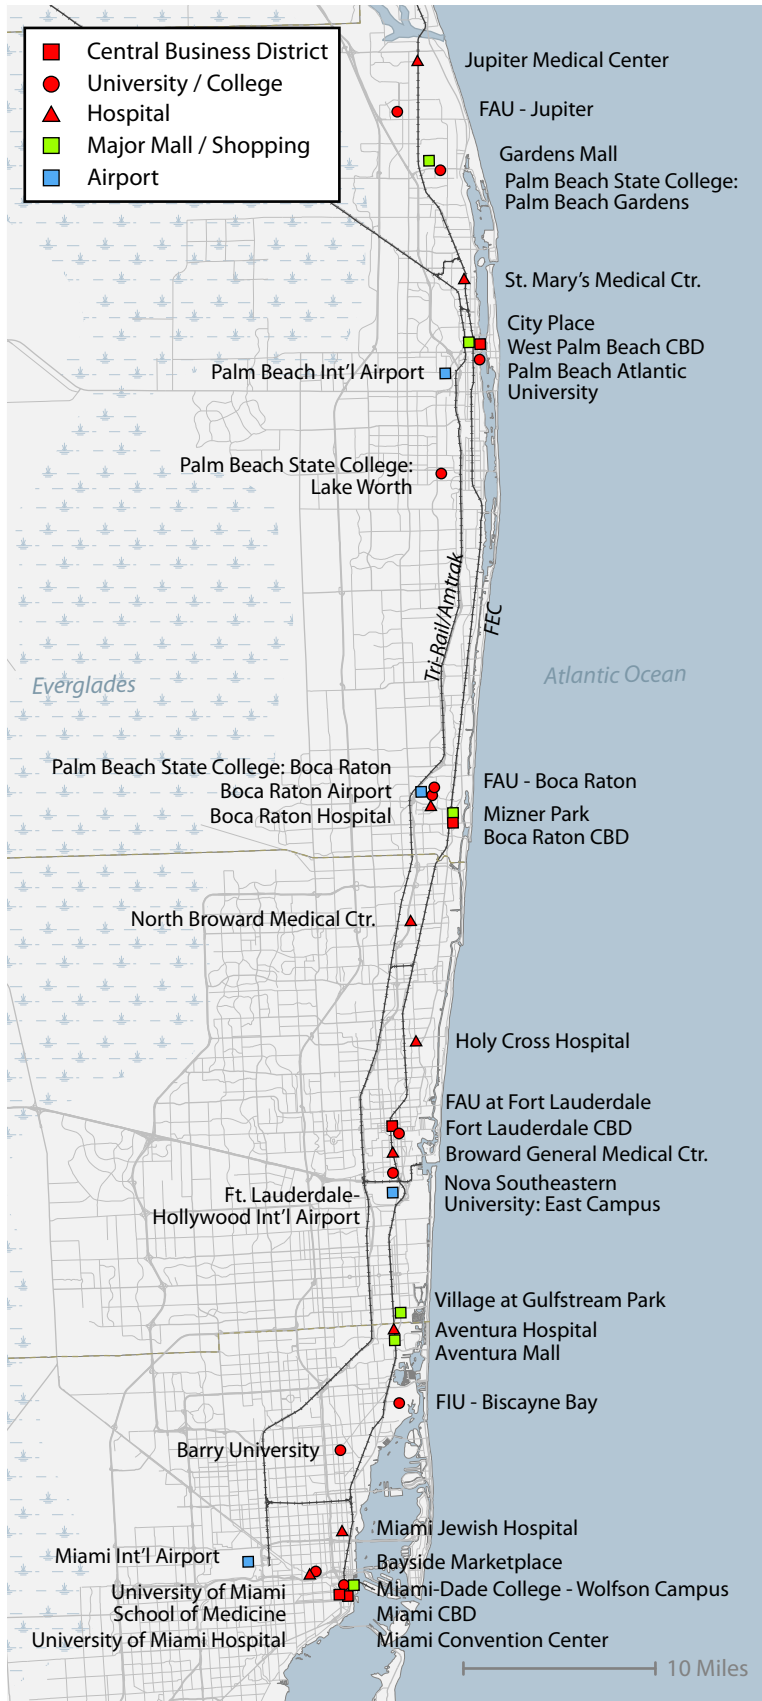 Central Business District
University / College
Hospital
Major Mall / Shopping
Airport
Jupiter Medical Center
FAU - Jupiter
Gardens Mall
Palm Beach State College:
Palm Beach Gardens
St. Mary's Medical Ctr.
City Place
West Palm Beach CBD
Palm Beach Int'l Airport
Palm Beach Atlantic
University
Palm Beach State College:
Lake Worth
Tri-Rail/Amtrak
FEC
Everglades
Atlantic Ocean
Palm Beach State College: Boca Raton
Boca Raton Airport
Boca Raton Hospital
FAU - Boca Raton
Mizner Park
Boca Raton CBD
North Broward Medical Ctr.
Holy Cross Hospital
FAU at Fort Lauderdale
Fort Lauderdale CBD
Broward General Medical Ctr.
Nova Southeastern
University: East Campus
Ft. Lauderdale-
Hollywood Int'l Airport
Village at Gulfstream Park
Aventura Hospital
Aventura Mall
FIU - Biscayne Bay
Barry University
Miami Jewish Hospital
Miami Int'l Airport
Bayside Marketplace
University of Miami
School of Medicine
Miami-Dade College - Wolfson Campus
Miami CBD
University of Miami Hospital
Miami Convention Center
10 Miles